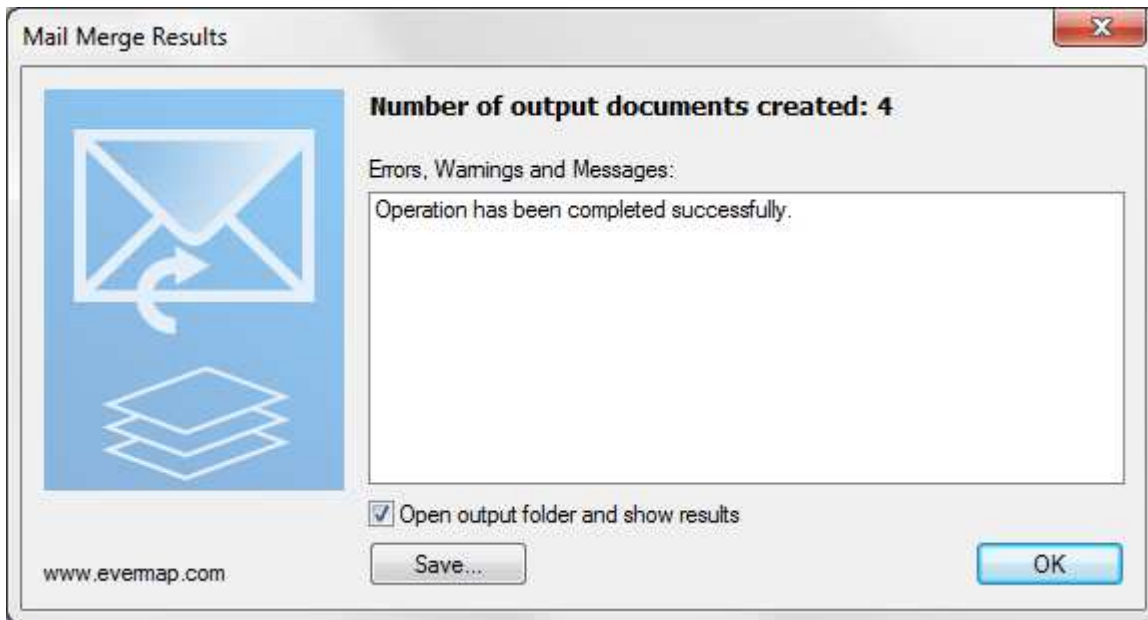 Mail Merge Results
Number of output documents created: 4
Errors, Warnings and Messages:
Operation has been completed successfully.
Open output folder and show results
www.evermap.com
Save...
OK